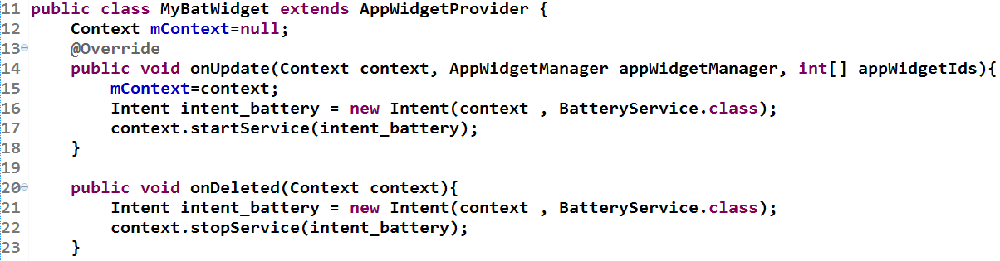 11 public class MyBatWidget extends AppWidgetProvider {
12     Context mContext=null;
13     @Override
14     public void onUpdate(Context context, AppWidgetManager appWidgetManager, int[] appWidgetIds){
15         mContext=context;
16         Intent intent_battery = new Intent(context , BatteryService.class);
17         context.startService(intent_battery);
18     }
19
20     public void onDeleted(Context context){
21         Intent intent_battery = new Intent(context , BatteryService.class);
22         context.stopService(intent_battery);
23     }